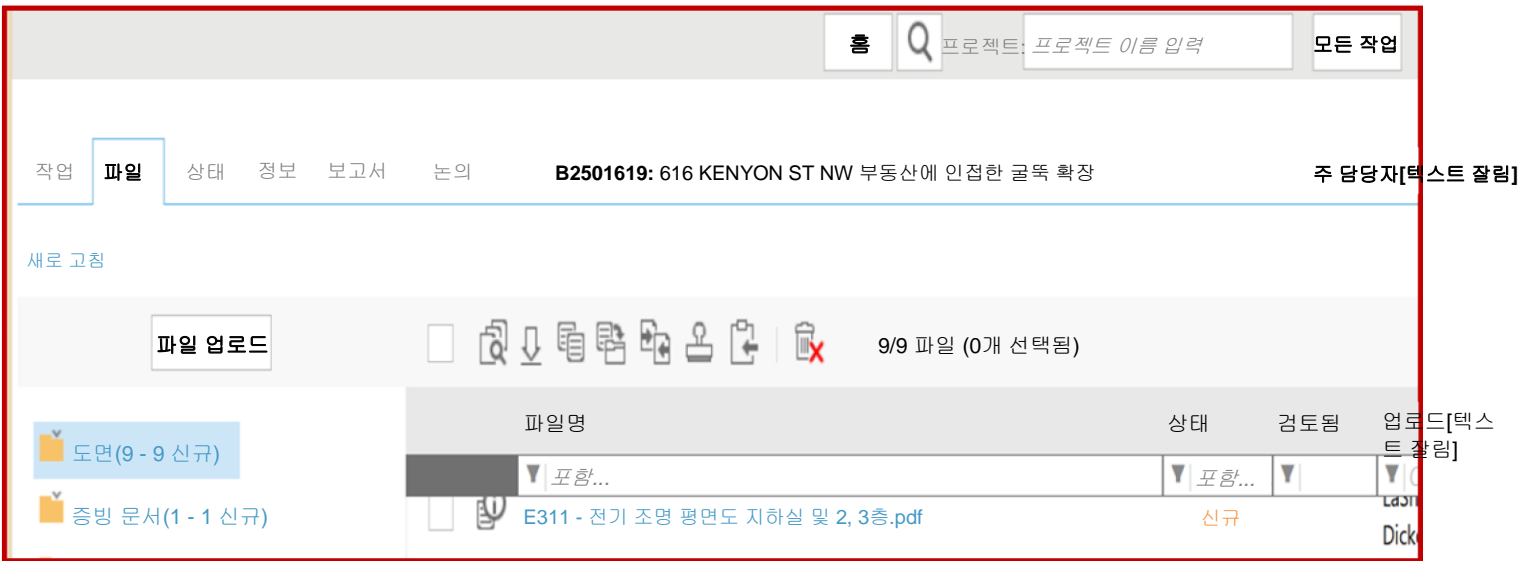 홈 프로젝트: 프로젝트 이름 입력 모든 작업
작업 파일 상태 정보 보고서 논의 B2501619: 616 KENYON ST NW 부동산에 인접한 굴뚝 확장 주 담당자[텍스트 잘림]
새로 고침
파일 업로드 9/9 파일 (0개 선택됨)
파일명 상태 검토됨 업로드[텍스
트 잘림]
도면(9 - 9 신규)
포함... 포함...
증빙 문서(1 - 1 신규) E311 - 전기 조명 평면도 지하실 및 2, 3층.pdf 신규